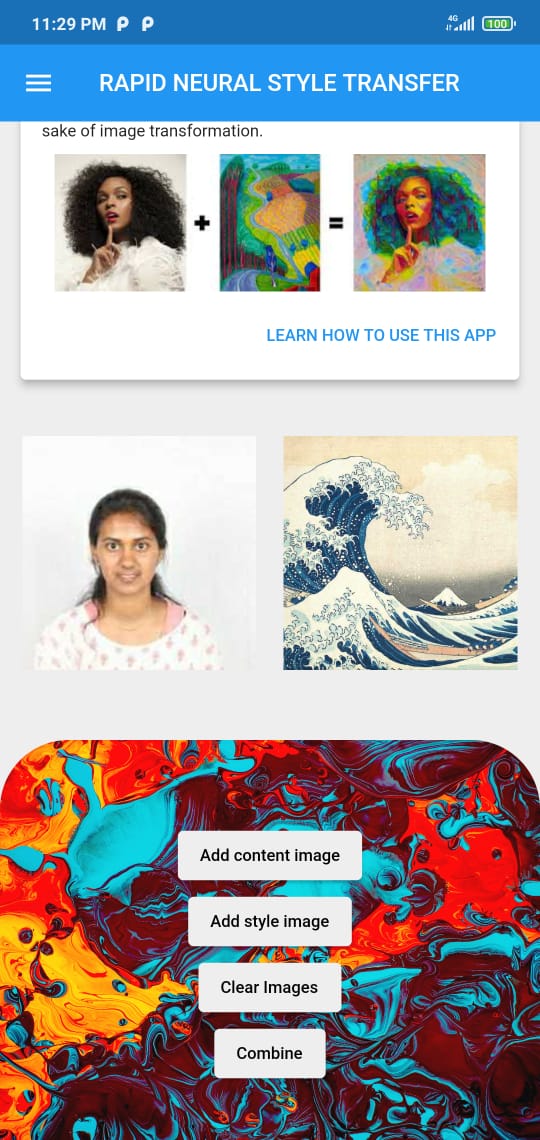 11:29 PM
4G
100
RAPID NEURAL STYLE TRANSFER
sake of image transformation.
+ =
LEARN HOW TO USE THIS APP
Add content image
Add style image
Clear Images
Combine